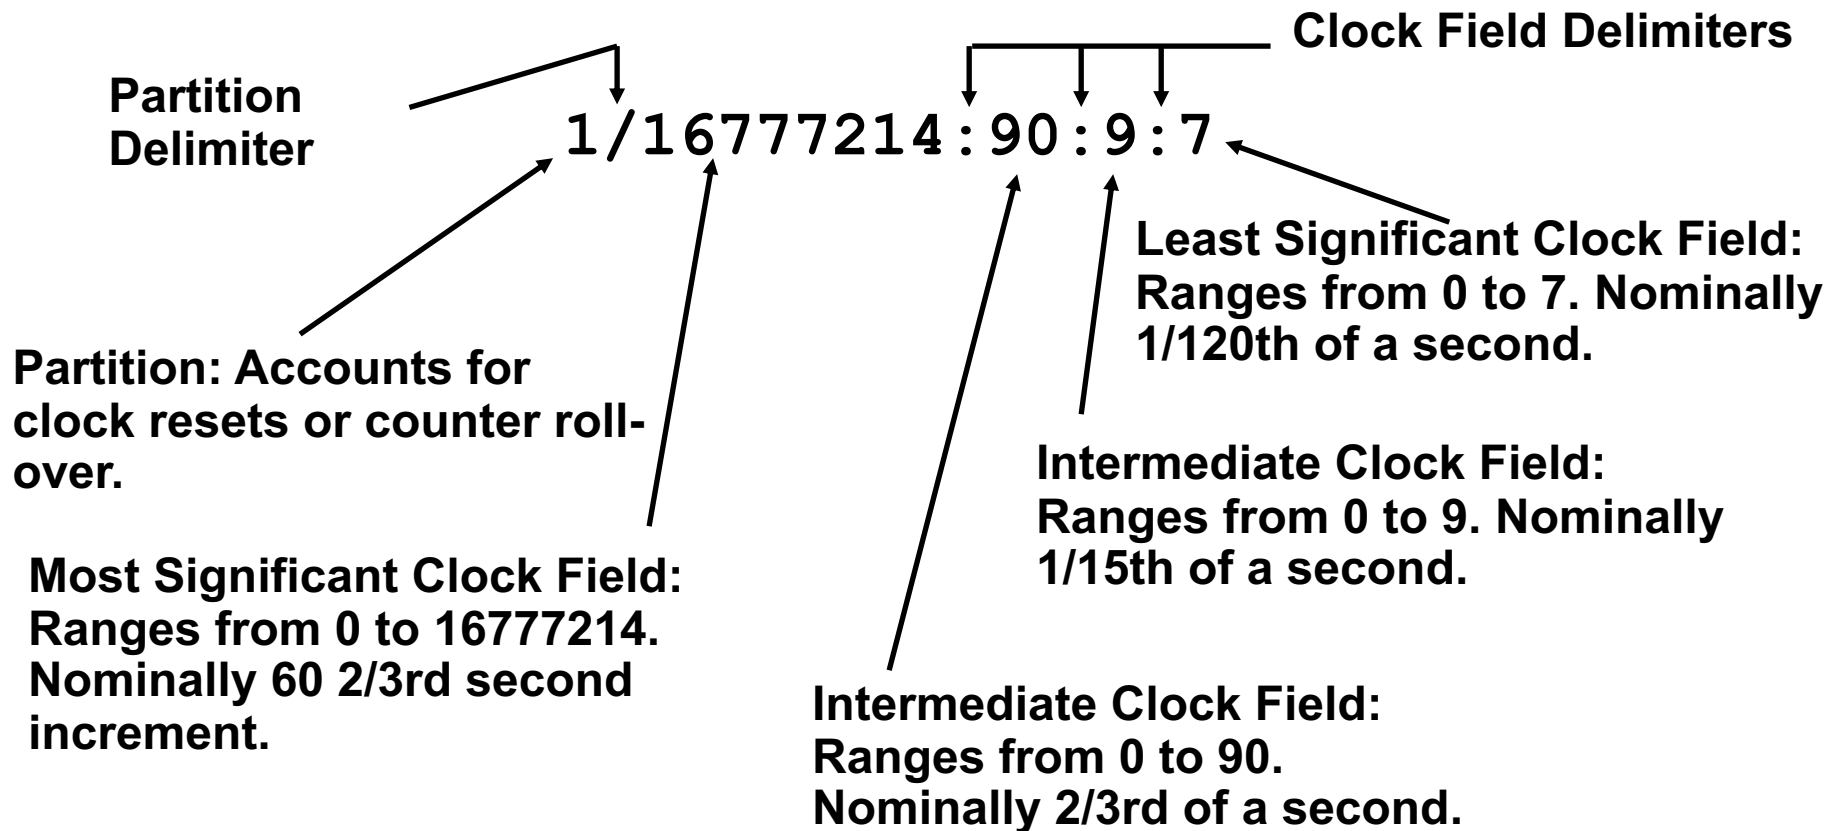 Clock Field Delimiters
Partition
Delimiter
1/16777214:90:9:7
Least Significant Clock Field:
Ranges from 0 to 7. Nominally
1/120th of a second.
Partition: Accounts for
clock resets or counter roll-
over.
Intermediate Clock Field:
Ranges from 0 to 9. Nominally
1/15th of a second.
Most Significant Clock Field:
Ranges from 0 to 16777214.
Nominally 60 2/3rd second
increment.
Intermediate Clock Field:
Ranges from 0 to 90.
Nominally 2/3rd of a second.